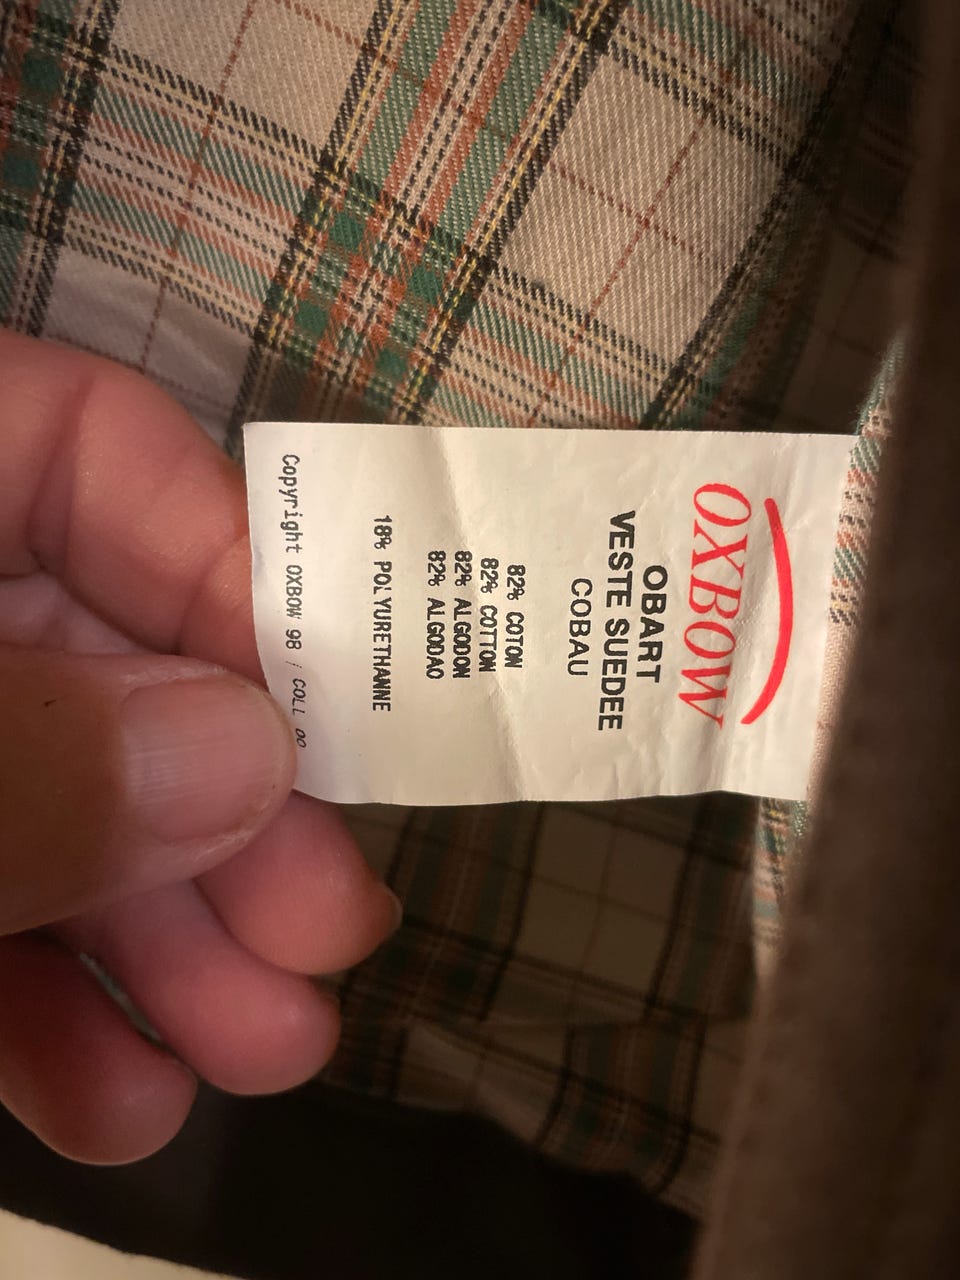 OXBOW
OBART
VESTE SUEDEE
COBAU
82% COTON
82% COTTON
82% ALGODON
82% ALGODAO
18% POLYURETHANNE
Copyright OXBOW 98 / COLL 00